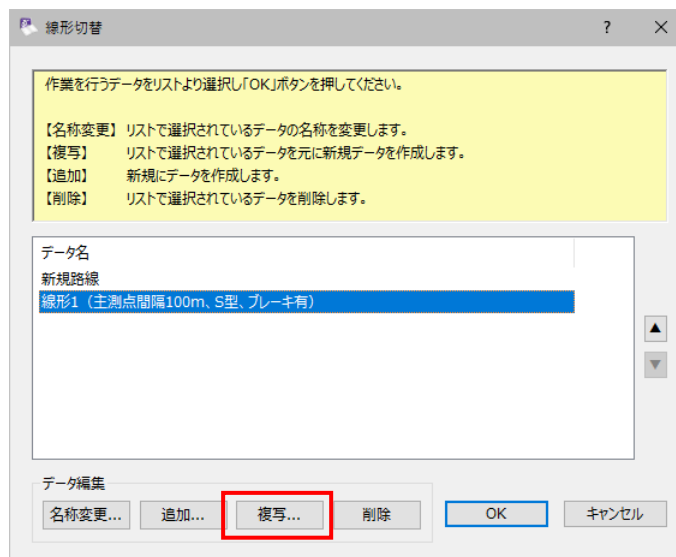 線形切替
? ×
作業を行うデータをリストより選択し「OK」ボタンを押してください。
【名称変更】 リストで選択されているデータの名称を変更します。
【複写】 リストで選択されているデータを元に新規データを作成します。
【追加】 新規にデータを作成します。
【削除】 リストで選択されているデータを削除します。
データ名
新規路線
線形1（主測点間隔100m、S型、ブレーキ有）
データ編集
名称変更... 追加... 複写... 削除 OK キャンセル